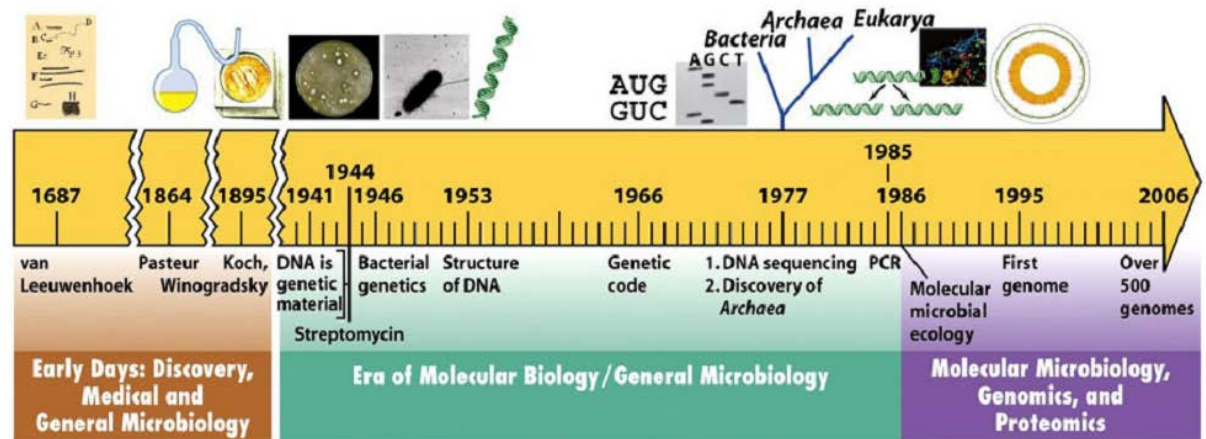 A.
B.
C.
D
E.
Fig. 3
F
G
H
AUG
GUC
A G C T
Bacteria
Archaea
Eukarya
1687
1864
1895
1941
1944
1946
1953
1966
1977
1985
1986
1995
2006
van
Leeuwenhoek
Pasteur
Koch,
Winogradsky
DNA is
genetic
material
Streptomycin
Bacterial
genetics
Structure
of DNA
Genetic
code
1. DNA sequencing
2. Discovery of
Archaea
PCR
Molecular
microbial
ecology
First
genome
Over
500
genomes
Early Days: Discovery,
Medical and
General Microbiology
Era of Molecular Biology/General Microbiology
Molecular Microbiology,
Genomics, and
Proteomics